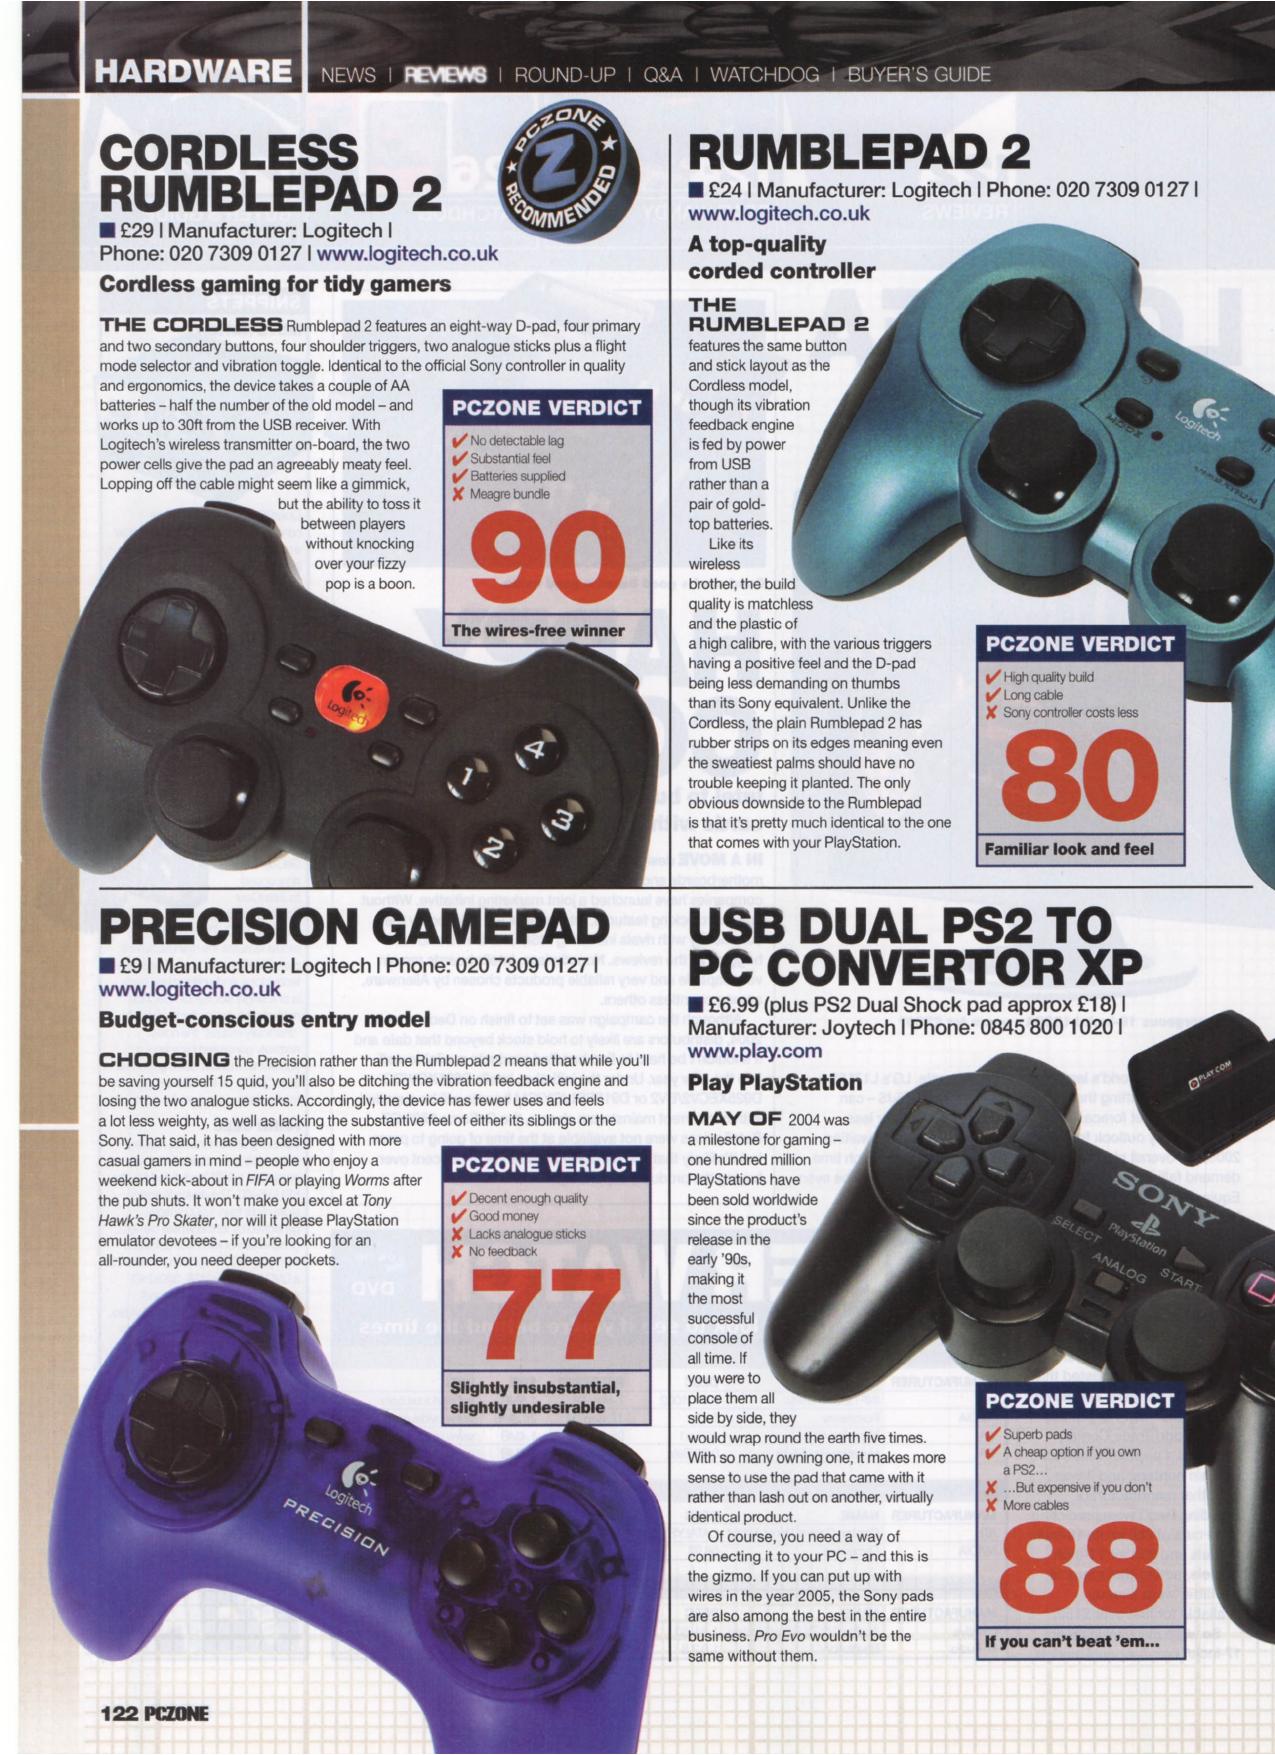 HARDWARE
NEWS | REVIEWS | ROUND-UP | Q&A | WATCHDOG | BUYER'S GUIDE
CORDLESS
RUMBLEPAD 2
PCZONE
Z
RECOMMENDED
■ £29 | Manufacturer: Logitech |
Phone: 020 7309 0127 | www.logitech.co.uk
Cordless gaming for tidy gamers
THE CORDLESS Rumblepad 2 features an eight-way D-pad, four primary
and two secondary buttons, four shoulder triggers, two analogue sticks plus a flight
mode selector and vibration toggle. Identical to the official Sony controller in quality
and ergonomics, the device takes a couple of AA
batteries – half the number of the old model – and
works up to 30ft from the USB receiver. With
Logitech's wireless transmitter on-board, the two
power cells give the pad an agreeably meaty feel.
Lopping off the cable might seem like a gimmick,
but the ability to toss it
between players
without knocking
over your fizzy
pop is a boon.
PCZONE VERDICT
✓ No detectable lag
✓ Substantial feel
✓ Batteries supplied
✗ Meagre bundle
90
The wires-free winner
Logitech
1
2
3
4
RUMBLEPAD 2
■ £24 | Manufacturer: Logitech | Phone: 020 7309 0127 |
www.logitech.co.uk
A top-quality
corded controller
THE
RUMBLEPAD 2
features the same button
and stick layout as the
Cordless model,
though its vibration
feedback engine
is fed by power
from USB
rather than a
pair of gold-
top batteries.
Like its
wireless
brother, the build
quality is matchless
and the plastic of
a high calibre, with the various triggers
having a positive feel and the D-pad
being less demanding on thumbs
than its Sony equivalent. Unlike the
Cordless, the plain Rumblepad 2 has
rubber strips on its edges meaning even
the sweatiest palms should have no
trouble keeping it planted. The only
obvious downside to the Rumblepad
is that it's pretty much identical to the one
that comes with your PlayStation.
Logitech
PCZONE VERDICT
✓ High quality build
✓ Long cable
✗ Sony controller costs less
80
Familiar look and feel
PRECISION GAMEPAD
■ £9 | Manufacturer: Logitech | Phone: 020 7309 0127 |
www.logitech.co.uk
Budget-conscious entry model
CHOOSING the Precision rather than the Rumblepad 2 means that while you'll
be saving yourself 15 quid, you'll also be ditching the vibration feedback engine and
losing the two analogue sticks. Accordingly, the device has fewer uses and feels
a lot less weighty, as well as lacking the substantive feel of either its siblings or the
Sony. That said, it has been designed with more
casual gamers in mind – people who enjoy a
weekend kick-about in FIFA or playing Worms after
the pub shuts. It won't make you excel at Tony
Hawk's Pro Skater, nor will it please PlayStation
emulator devotees – if you're looking for an
all-rounder, you need deeper pockets.
PCZONE VERDICT
✓ Decent enough quality
✓ Good money
✗ Lacks analogue sticks
✗ No feedback
77
Slightly insubstantial,
slightly undesirable
Logitech
PRECISION
USB DUAL PS2 TO
PC CONVERTOR XP
■ £6.99 (plus PS2 Dual Shock pad approx £18) |
Manufacturer: Joytech | Phone: 0845 800 1020 |
www.play.com
Play PlayStation
MAY OF 2004 was
a milestone for gaming –
one hundred million
PlayStations have
been sold worldwide
since the product's
release in the
early '90s,
making it
the most
successful
console of
all time. If
you were to
place them all
side by side, they
would wrap round the earth five times.
With so many owning one, it makes more
sense to use the pad that came with it
rather than lash out on another, virtually
identical product.
Of course, you need a way of
connecting it to your PC – and this is
the gizmo. If you can put up with
wires in the year 2005, the Sony pads
are also among the best in the entire
business. Pro Evo wouldn't be the
same without them.
PLAY.COM
SONY
PlayStation
SELECT
ANALOG
START
PCZONE VERDICT
✓ Superb pads
✓ A cheap option if you own
a PS2...
✗ ...But expensive if you don't
✗ More cables
88
If you can't beat 'em...
122 PCZONE